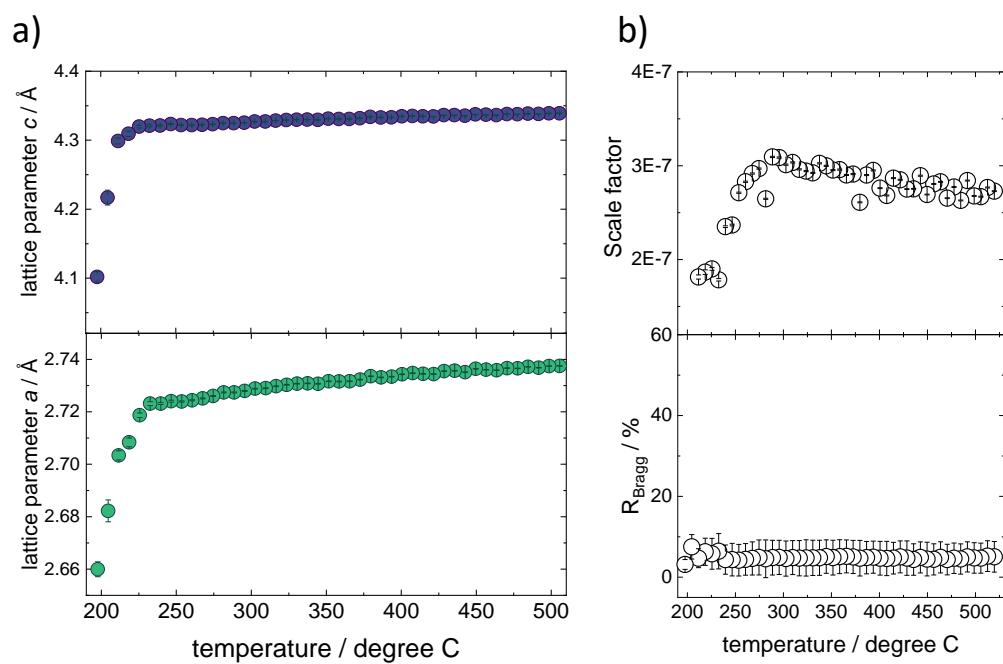 a)
4.4
4.3
4.2
4.1
lattice parameter c / Å
2.74
2.72
2.70
2.68
2.66
lattice parameter a / Å
200 250 300 350 400 450 500
temperature / degree C
b)
4E-7
3E-7
2E-7
Scale factor
60
40
20
0
R_Bragg / %
200 250 300 350 400 450 500
temperature / degree C